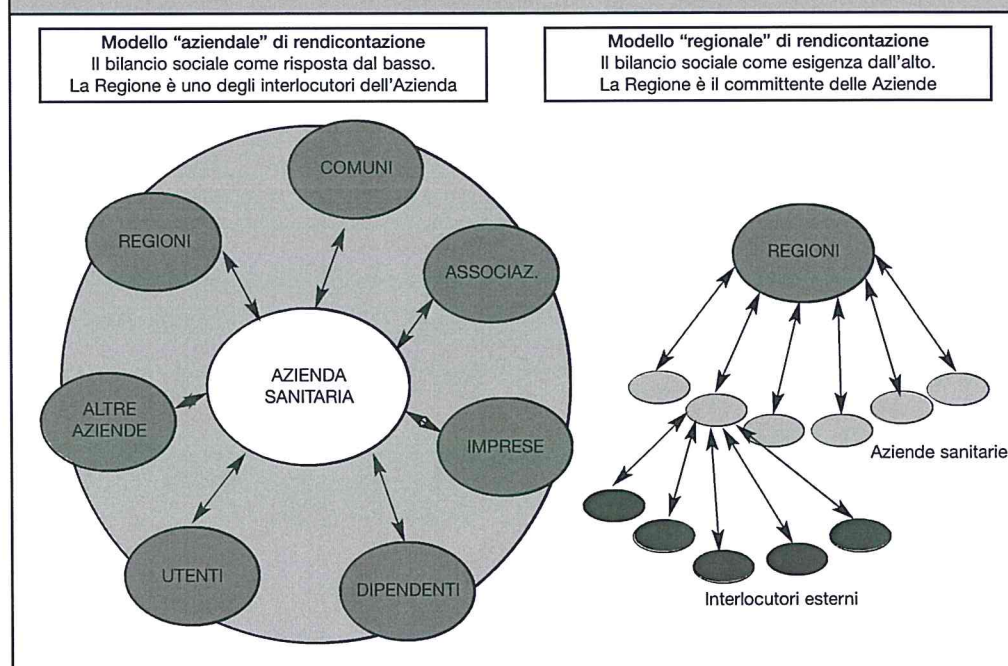 Modello “aziendale” di rendicontazione
Il bilancio sociale come risposta dal basso.
La Regione è uno degli interlocutori dell’Azienda
Modello “regionale” di rendicontazione
Il bilancio sociale come esigenza dall’alto.
La Regione è il committente delle Aziende
COMUNI
REGIONI
ASSOCIAZ.
AZIENDA
SANITARIA
ALTRE
AZIENDE
IMPRESE
UTENTI
DIPENDENTI
REGIONI
Aziende sanitarie
Interlocutori esterni